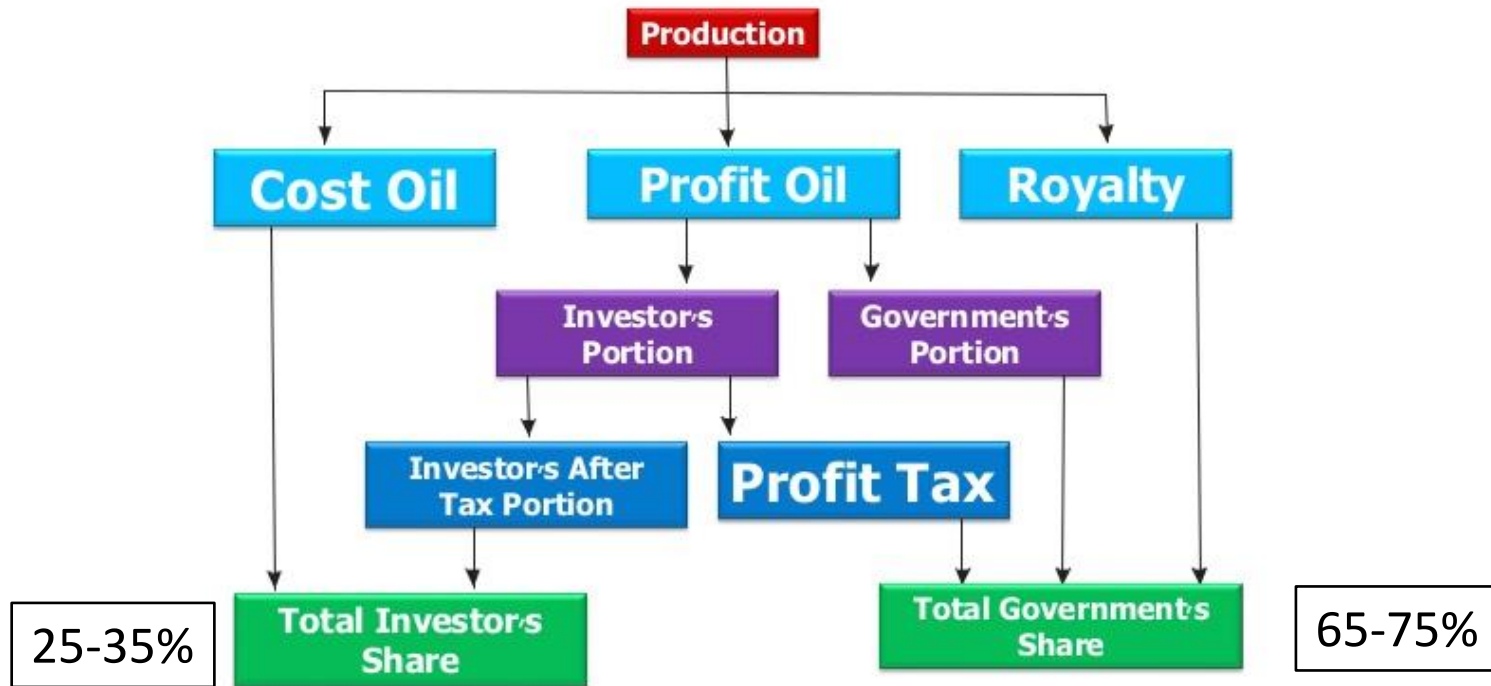 Production
Cost Oil
Profit Oil
Royalty
Investor's
Portion
Government's
Portion
Investor's After
Tax Portion
Profit Tax
25-35%
Total Investor's
Share
Total Government's
Share
65-75%